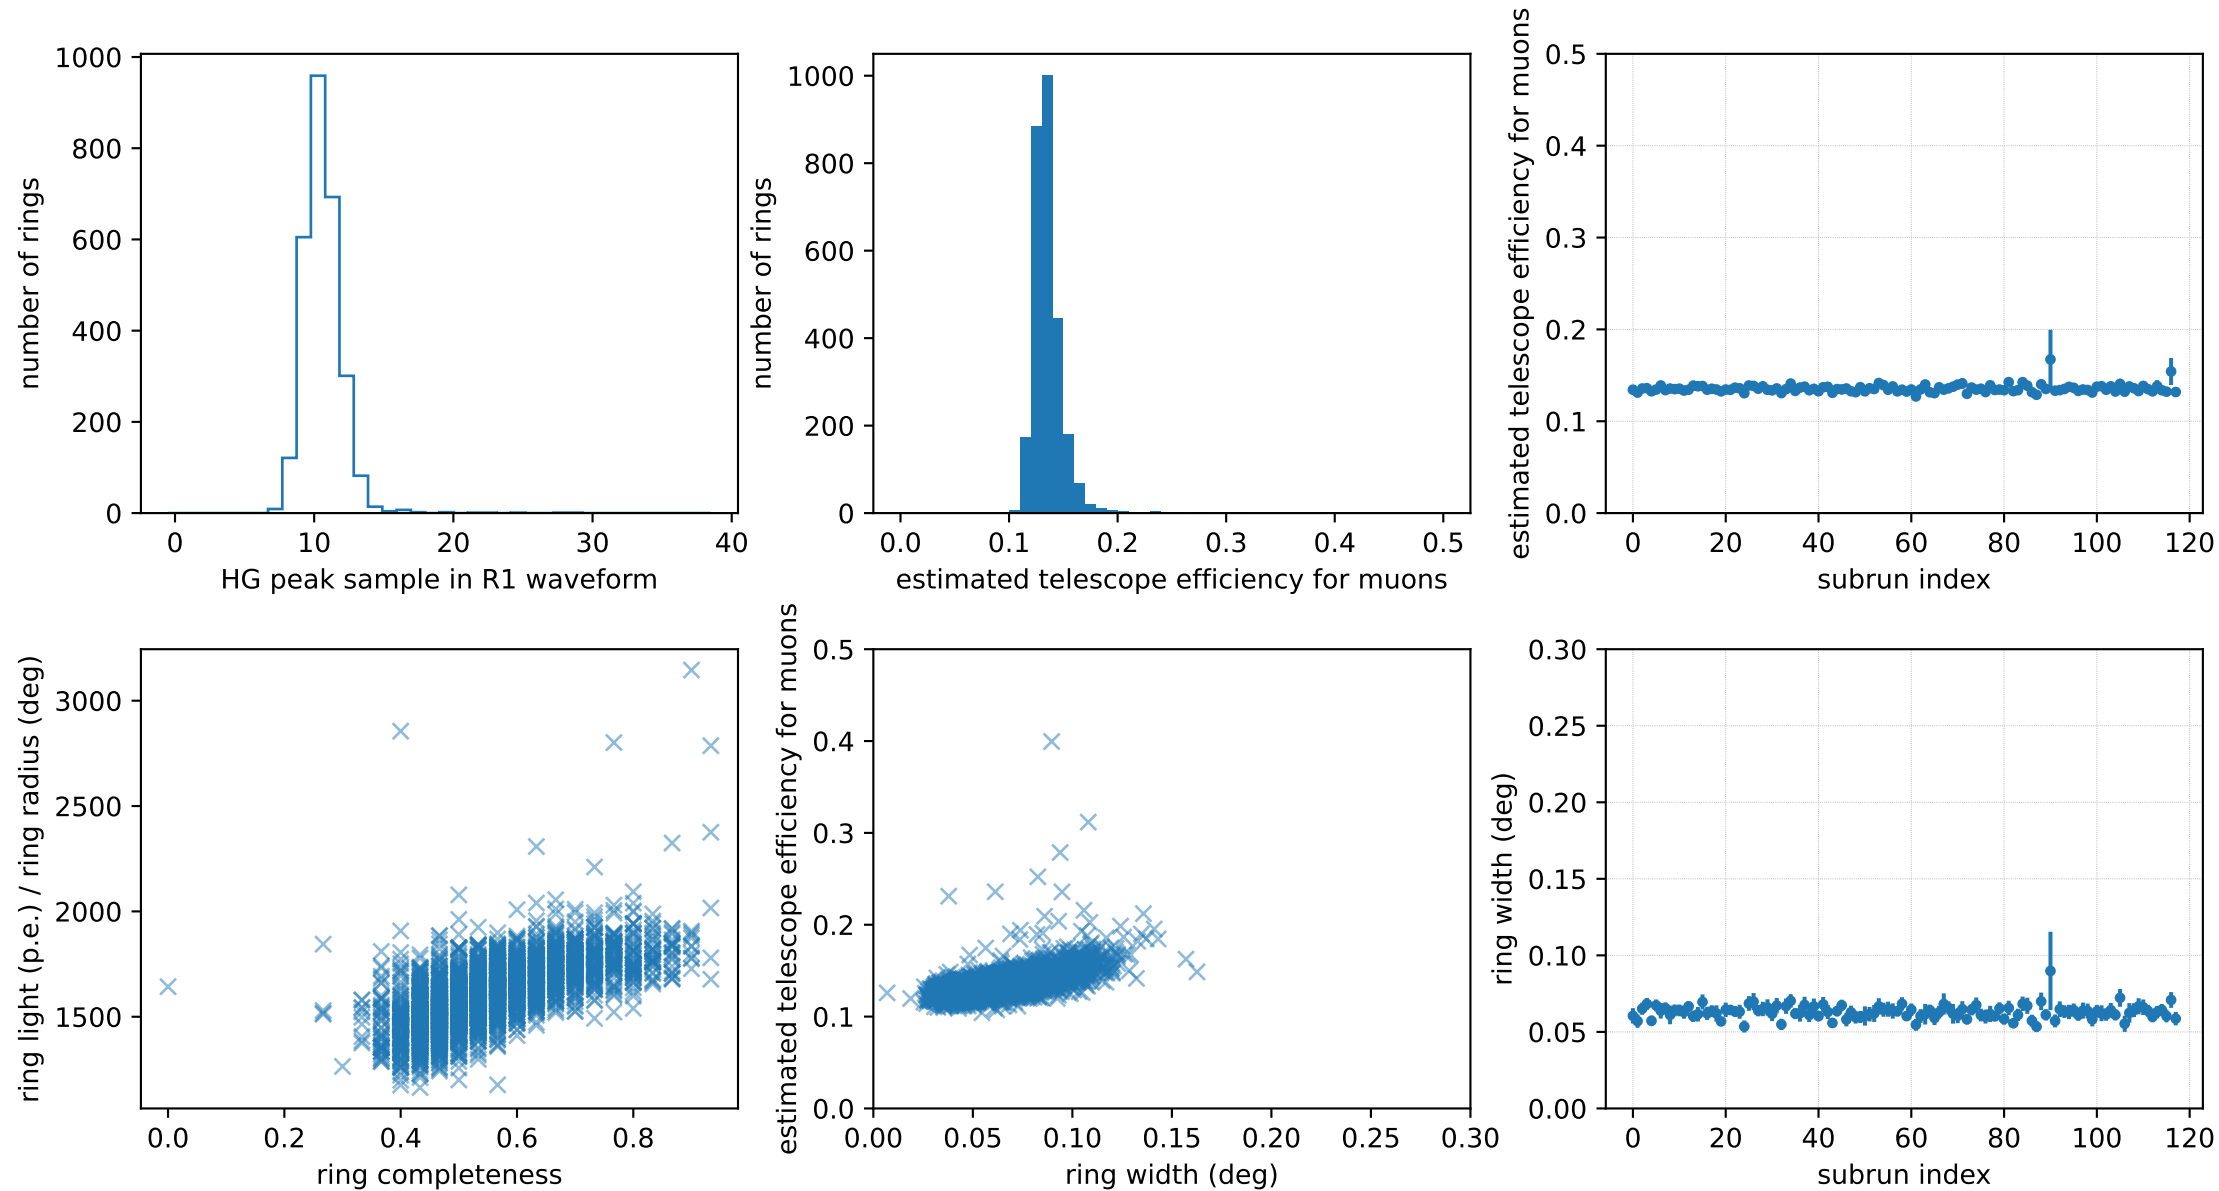 number of rings
1000
800
600
400
200
0
0 10 20 30 40
HG peak sample in R1 waveform
number of rings
1000
800
600
400
200
0
0.0 0.1 0.2 0.3 0.4 0.5
estimated telescope efficiency for muons
estimated telescope efficiency for muons
0.5
0.4
0.3
0.2
0.1
0.0
0 20 40 60 80 100 120
subrun index
ring light (p.e.) / ring radius (deg)
3000
2500
2000
1500
0.0 0.2 0.4 0.6 0.8
ring completeness
estimated telescope efficiency for muons
0.5
0.4
0.3
0.2
0.1
0.0
0.00 0.05 0.10 0.15 0.20 0.25 0.30
ring width (deg)
ring width (deg)
0.30
0.25
0.20
0.15
0.10
0.05
0.00
0 20 40 60 80 100 120
subrun index